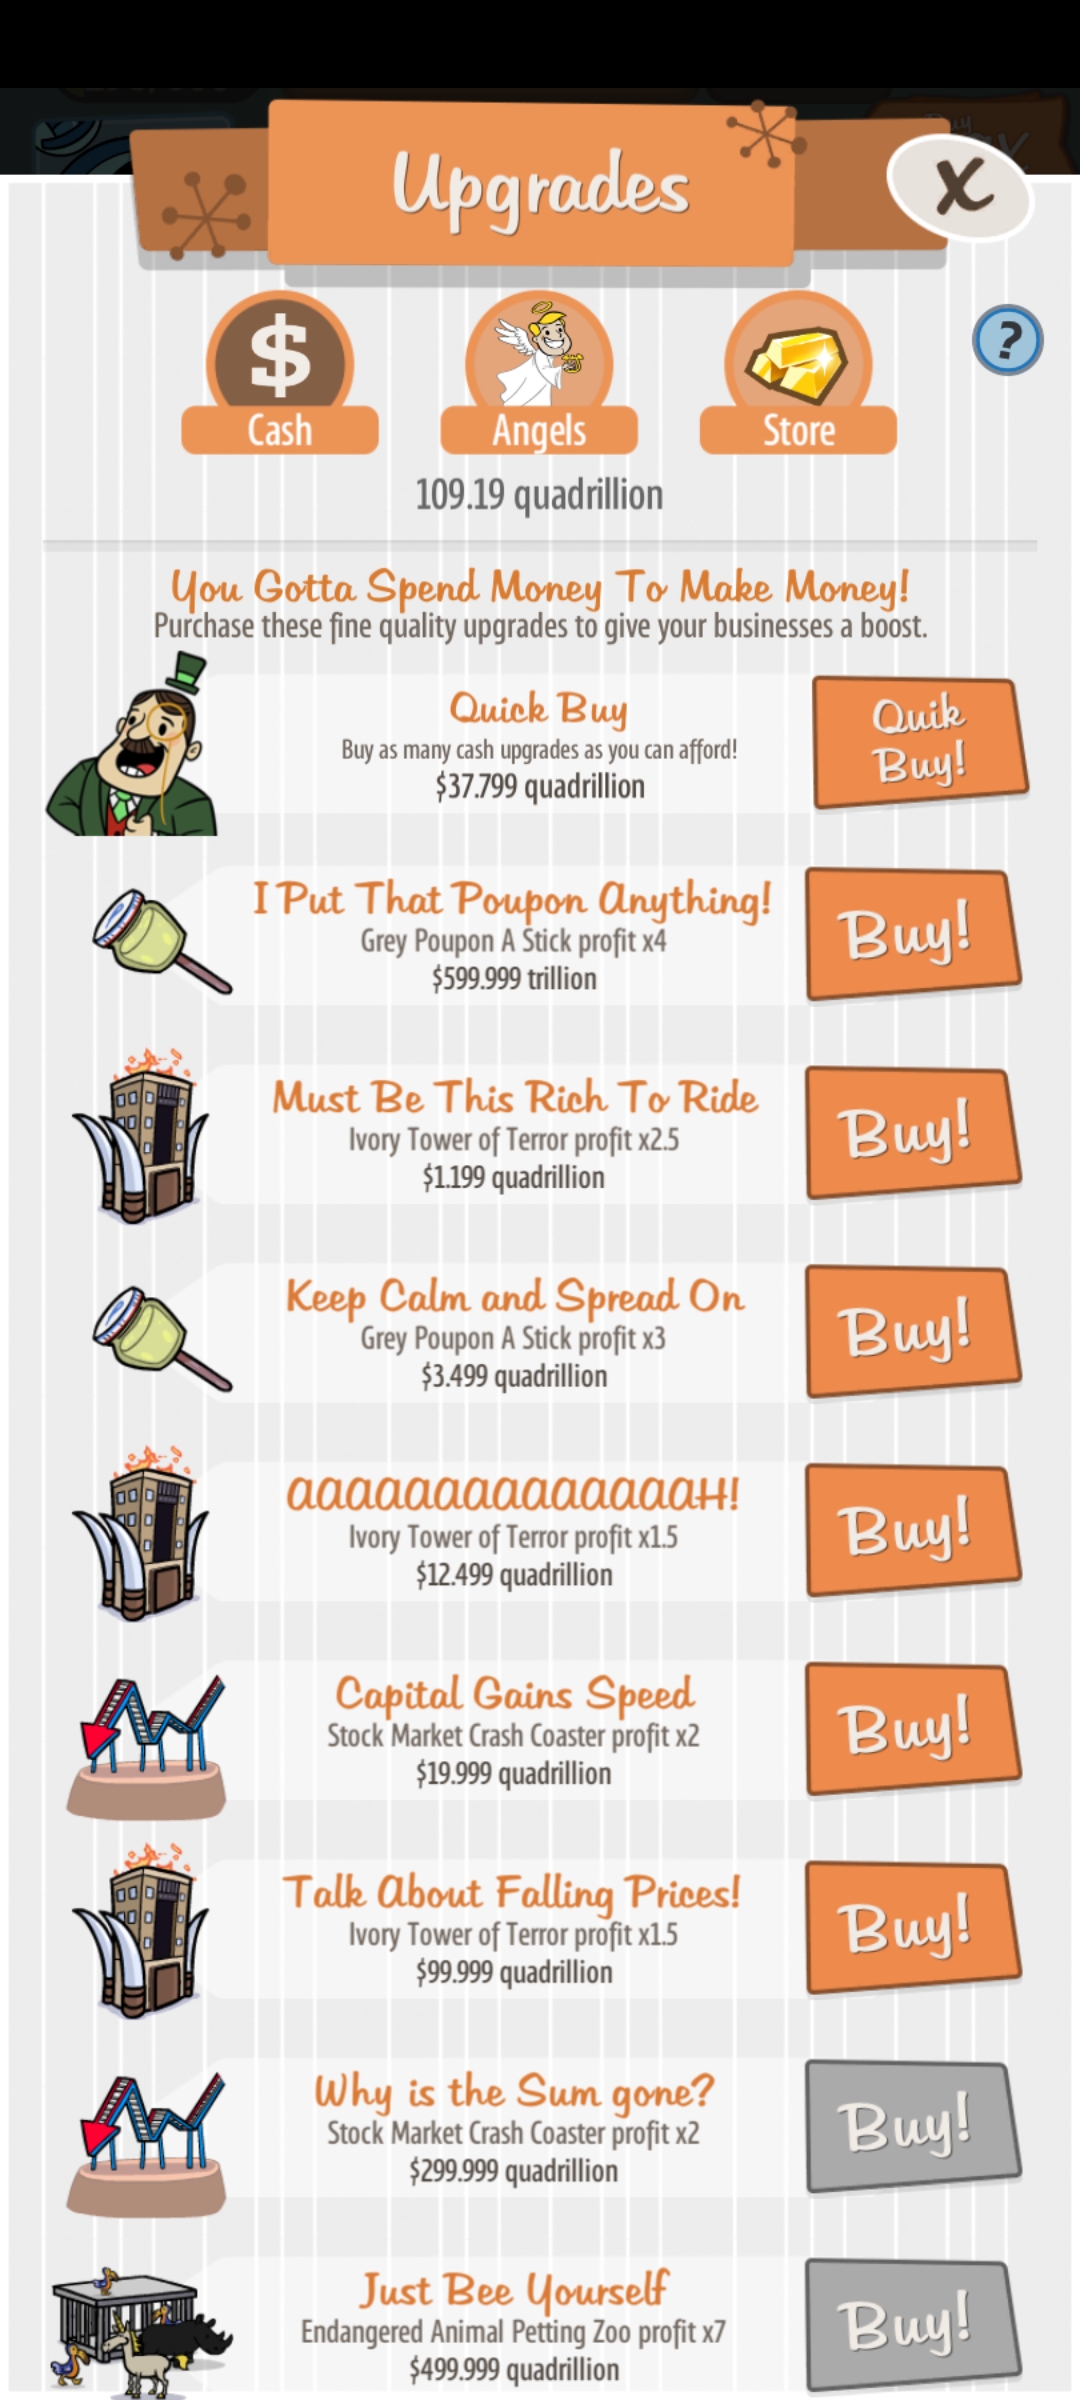 Upgrades
X
$
?
Cash
Angels
Store
109.19 quadrillion
You Gotta Spend Money To Make Money!
Purchase these fine quality upgrades to give your businesses a boost.
Quick Buy
Buy as many cash upgrades as you can afford!
$37.799 quadrillion
Quik
Buy!
I Put That Poupon Anything!
Grey Poupon A Stick profit x4
$599.999 trillion
Buy!
Must Be This Rich To Ride
Ivory Tower of Terror profit x2.5
$1.199 quadrillion
Buy!
Keep Calm and Spread On
Grey Poupon A Stick profit x3
$3.499 quadrillion
Buy!
AAAAAAAAAAAAAAH!
Ivory Tower of Terror profit x1.5
$12.499 quadrillion
Buy!
Capital Gains Speed
Stock Market Crash Coaster profit x2
$19.999 quadrillion
Buy!
Talk About Falling Prices!
Ivory Tower of Terror profit x1.5
$99.999 quadrillion
Buy!
Why is the Sum gone?
Stock Market Crash Coaster profit x2
$299.999 quadrillion
Buy!
Just Bee Yourself
Endangered Animal Petting Zoo profit x7
$499.999 quadrillion
Buy!